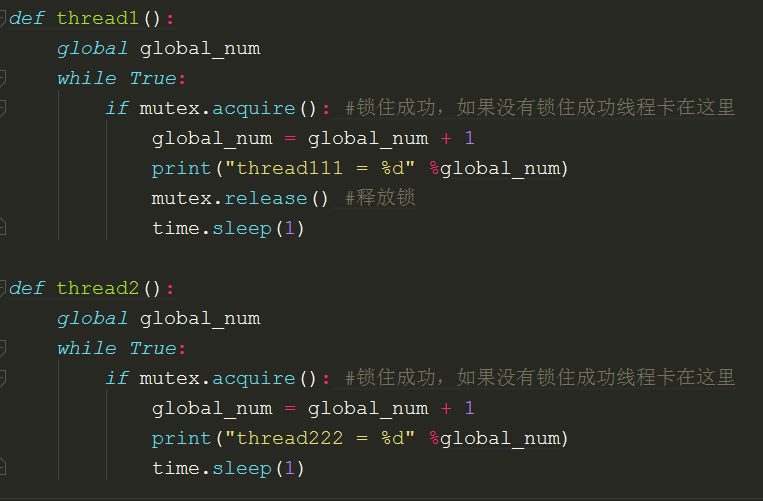 def thread1():
    global global_num
    while True:
        if mutex.acquire(): #锁住成功，如果没有锁住成功线程卡在这里
            global_num = global_num + 1
            print("thread111 = %d" %global_num)
            mutex.release() #释放锁
            time.sleep(1)

def thread2():
    global global_num
    while True:
        if mutex.acquire(): #锁住成功，如果没有锁住成功线程卡在这里
            global_num = global_num + 1
            print("thread222 = %d" %global_num)
            time.sleep(1)